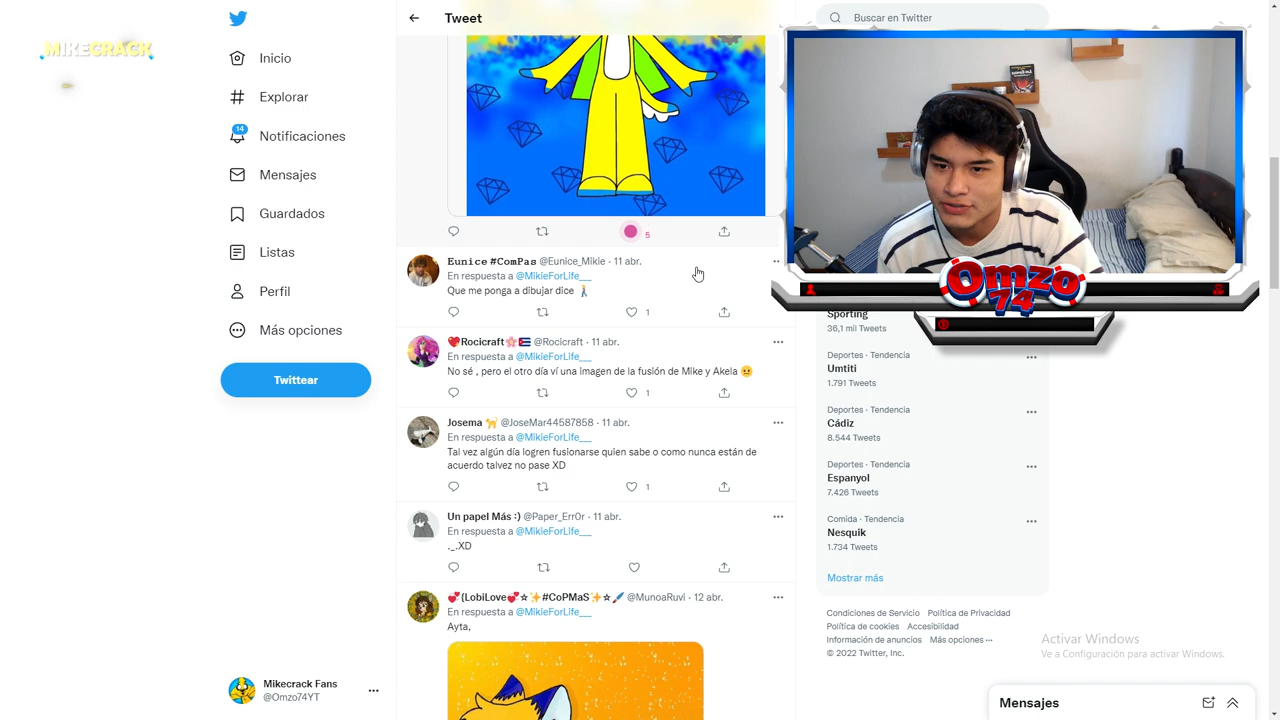 MIKECRACK
Inicio
Explorar
14
Notificaciones
Mensajes
Guardados
Listas
Perfil
Más opciones
Twittear
Mikecrack Fans
@Omzo74YT
Tweet
5
Eunice #ComPas @Eunice_Mikie · 11 abr.
En respuesta a @MikieForLife___
Que me ponga a dibujar dice
1
Rocicraft @Rocicraft · 11 abr.
En respuesta a @MikieForLife___
No sé , pero el otro día ví una imagen de la fusión de Mike y Akela
1
Josema @JoseMar44587858 · 11 abr.
En respuesta a @MikieForLife___
Tal vez algún día logren fusionarse quien sabe o como nunca están de
acuerdo talvez no pase XD
1
Un papel Más :) @Paper_Err0r · 11 abr.
En respuesta a @MikieForLife___
._.XD
{LobiLove💕☆✨#CoPMaS✨☆ @MunoaRuvi · 12 abr.
En respuesta a @MikieForLife___
Ayta,
Buscar en Twitter
Omzo
74
Sporting
36,1 mil Tweets
Deportes · Tendencia
Umtiti
1.791 Tweets
Deportes · Tendencia
Cádiz
8.544 Tweets
Deportes · Tendencia
Espanyol
7.426 Tweets
Comida · Tendencia
Nesquik
1.734 Tweets
Mostrar más
Condiciones de Servicio Política de Privacidad
Política de cookies Accesibilidad
Información de anuncios Más opciones ···
© 2022 Twitter, Inc.
Activar Windows
Ve a Configuración para activar Windows.
Mensajes